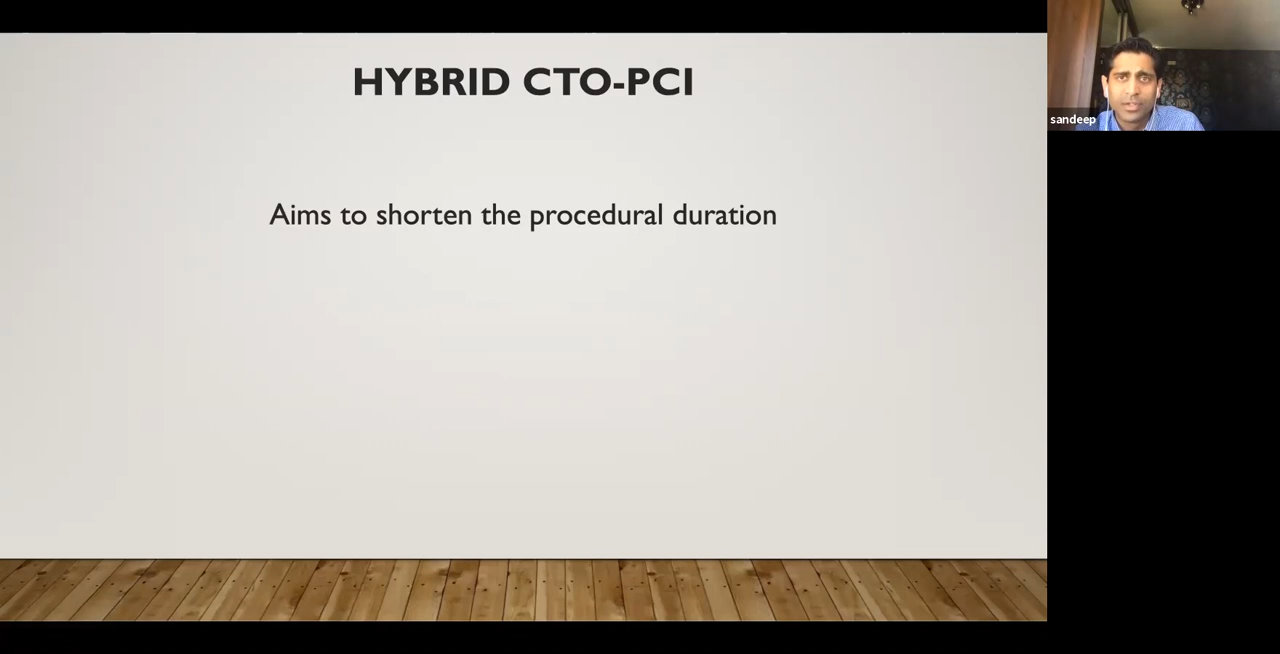 HYBRID CTO-PCI
Aims to shorten the procedural duration
sandeep